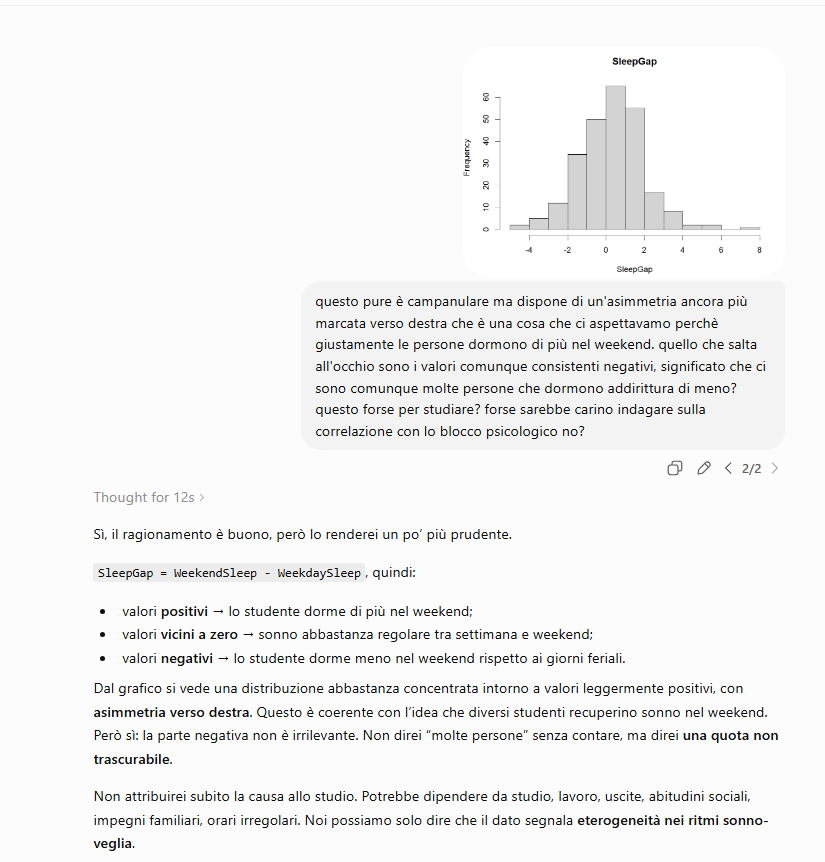 SleepGap
60
50
40
30
20
10
0
Frequency
-4 -2 0 2 4 6 8
SleepGap
questo pure è campanulare ma dispone di un'asimmetria ancora più
marcata verso destra che è una cosa che ci aspettavamo perchè
giustamente le persone dormono di più nel weekend. quello che salta
all'occhio sono i valori comunque consistenti negativi, significato che ci
sono comunque molte persone che dormono addirittura di meno?
questo forse per studiare? forse sarebbe carino indagare sulla
correlazione con lo blocco psicologico no?
2/2
Thought for 12s
Sì, il ragionamento è buono, però lo renderei un po’ più prudente.
SleepGap = WeekendSleep - WeekdaySleep, quindi:
• valori positivi → lo studente dorme di più nel weekend;
• valori vicini a zero → sonno abbastanza regolare tra settimana e weekend;
• valori negativi → lo studente dorme meno nel weekend rispetto ai giorni feriali.
Dal grafico si vede una distribuzione abbastanza concentrata intorno a valori leggermente positivi, con
asimmetria verso destra. Questo è coerente con l’idea che diversi studenti recuperino sonno nel weekend.
Però sì: la parte negativa non è irrilevante. Non direi “molte persone” senza contare, ma direi una quota non
trascurabile.
Non attribuirei subito la causa allo studio. Potrebbe dipendere da studio, lavoro, uscite, abitudini sociali,
impegni familiari, orari irregolari. Noi possiamo solo dire che il dato segnala eterogeneità nei ritmi sonno-
veglia.